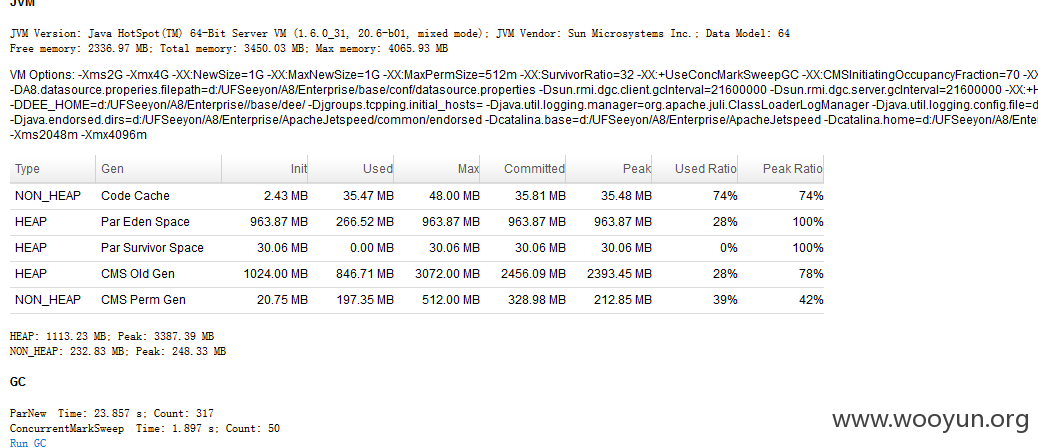 JVM
JVM Version: Java HotSpot(TM) 64-Bit Server VM (1.6.0_31, 20.6-b01, mixed mode); JVM Vendor: Sun Microsystems Inc.; Data Model: 64
Free memory: 2336.97 MB; Total memory: 3450.03 MB; Max memory: 4065.93 MB
VM Options: -Xms2G -Xmx4G -XX:NewSize=1G -XX:MaxNewSize=1G -XX:MaxPermSize=512m -XX:SurvivorRatio=32 -XX:+UseConcMarkSweepGC -XX:CMSInitiatingOccupancyFraction=70 -XX
-DA8.datasource.properies.filepath=d:/UFSeeyon/A8/Enterprise/base/conf/datasource.properties -Dsun.rmi.dgc.client.gcInterval=21600000 -Dsun.rmi.dgc.server.gcInterval=21600000 -XX:+H
-DDEE_HOME=d:/UFSeeyon/A8/Enterprise//base/dee/ -Djgroups.tcpping.initial_hosts= -Djava.util.logging.manager=org.apache.juli.ClassLoaderLogManager -Djava.util.logging.config.file=d
-Djava.endorsed.dirs=d:/UFSeeyon/A8/Enterprise/ApacheJetspeed/common/endorsed -Dcatalina.base=d:/UFSeeyon/A8/Enterprise/ApacheJetspeed -Dcatalina.home=d:/UFSeeyon/A8/Ente
-Xms2048m -Xmx4096m
Type Gen Init Used Max Committed Peak Used Ratio Peak Ratio
NON_HEAP Code Cache 2.43 MB 35.47 MB 48.00 MB 35.81 MB 35.48 MB 74% 74%
HEAP Par Eden Space 963.87 MB 266.52 MB 963.87 MB 963.87 MB 963.87 MB 28% 100%
HEAP Par Survivor Space 30.06 MB 0.00 MB 30.06 MB 30.06 MB 30.06 MB 0% 100%
HEAP CMS Old Gen 1024.00 MB 846.71 MB 3072.00 MB 2456.09 MB 2393.45 MB 28% 78%
NON_HEAP CMS Perm Gen 20.75 MB 197.35 MB 512.00 MB 328.98 MB 212.85 MB 39% 42%
HEAP: 1113.23 MB; Peak: 3387.39 MB
NON_HEAP: 232.83 MB; Peak: 248.33 MB
GC
ParNew Time: 23.857 s; Count: 317
ConcurrentMarkSweep Time: 1.897 s; Count: 50
Run GC
www.wooyun.org